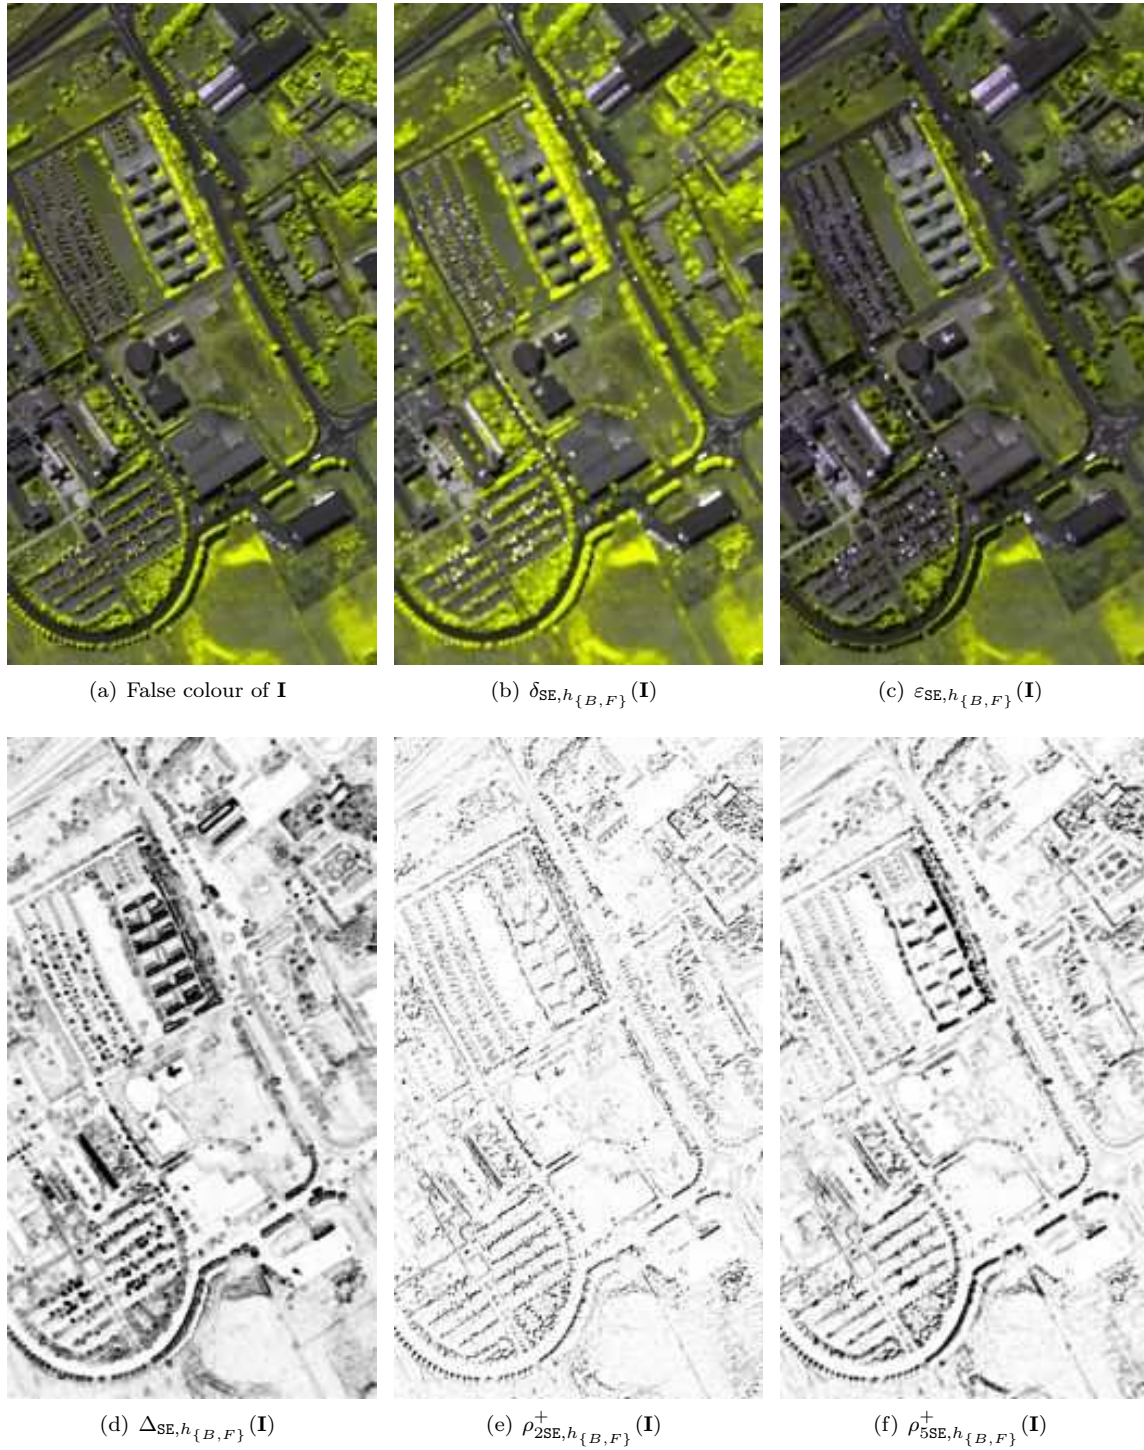 (a) False colour of I
(b) δ_{SE,h_{\{B,F\}}}(I)
(c) ε_{SE,h_{\{B,F\}}}(I)
(d) Δ_{SE,h_{\{B,F\}}}(I)
(e) ρ^+_{2SE,h_{\{B,F\}}}(I)
(f) ρ^+_{5SE,h_{\{B,F\}}}(I)